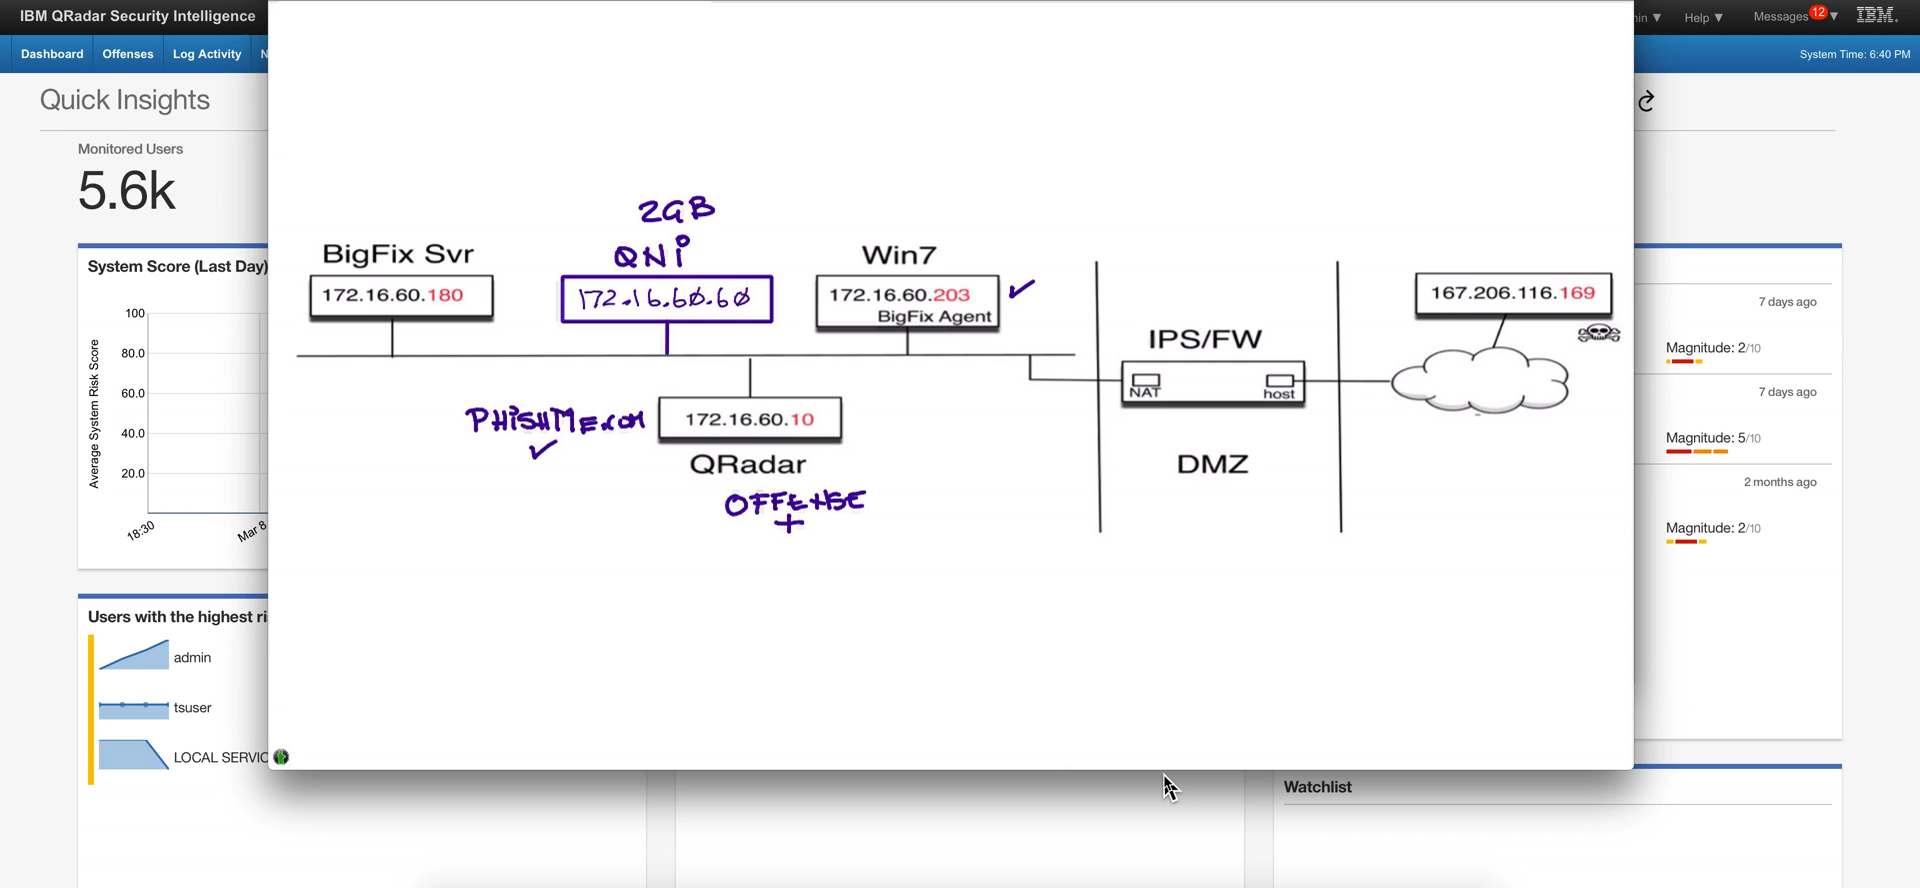 IBM QRadar Security Intelligence
Help ▼
Messages 12 ▼
IBM
Dashboard
Offenses
Log Activity
System Time: 6:40 PM
Quick Insights
Monitored Users
5.6k
System Score (Last Day)
Average System Risk Score
100
80.0
60.0
40.0
20.0
18:30
Mar 8
Users with the highest
admin
tsuser
LOCAL
2GB
QNi
BigFix Svr
172.16.60.180
172.16.60.60
Win7
172.16.60.203
BigFix Agent
PHiSHME.COM
172.16.60.10
QRadar
OFFENSE
+
IPS/FW
NAT
host
DMZ
167.206.116.169
7 days ago
Magnitude: 2/10
7 days ago
Magnitude: 5/10
2 months ago
Magnitude: 2/10
Watchlist